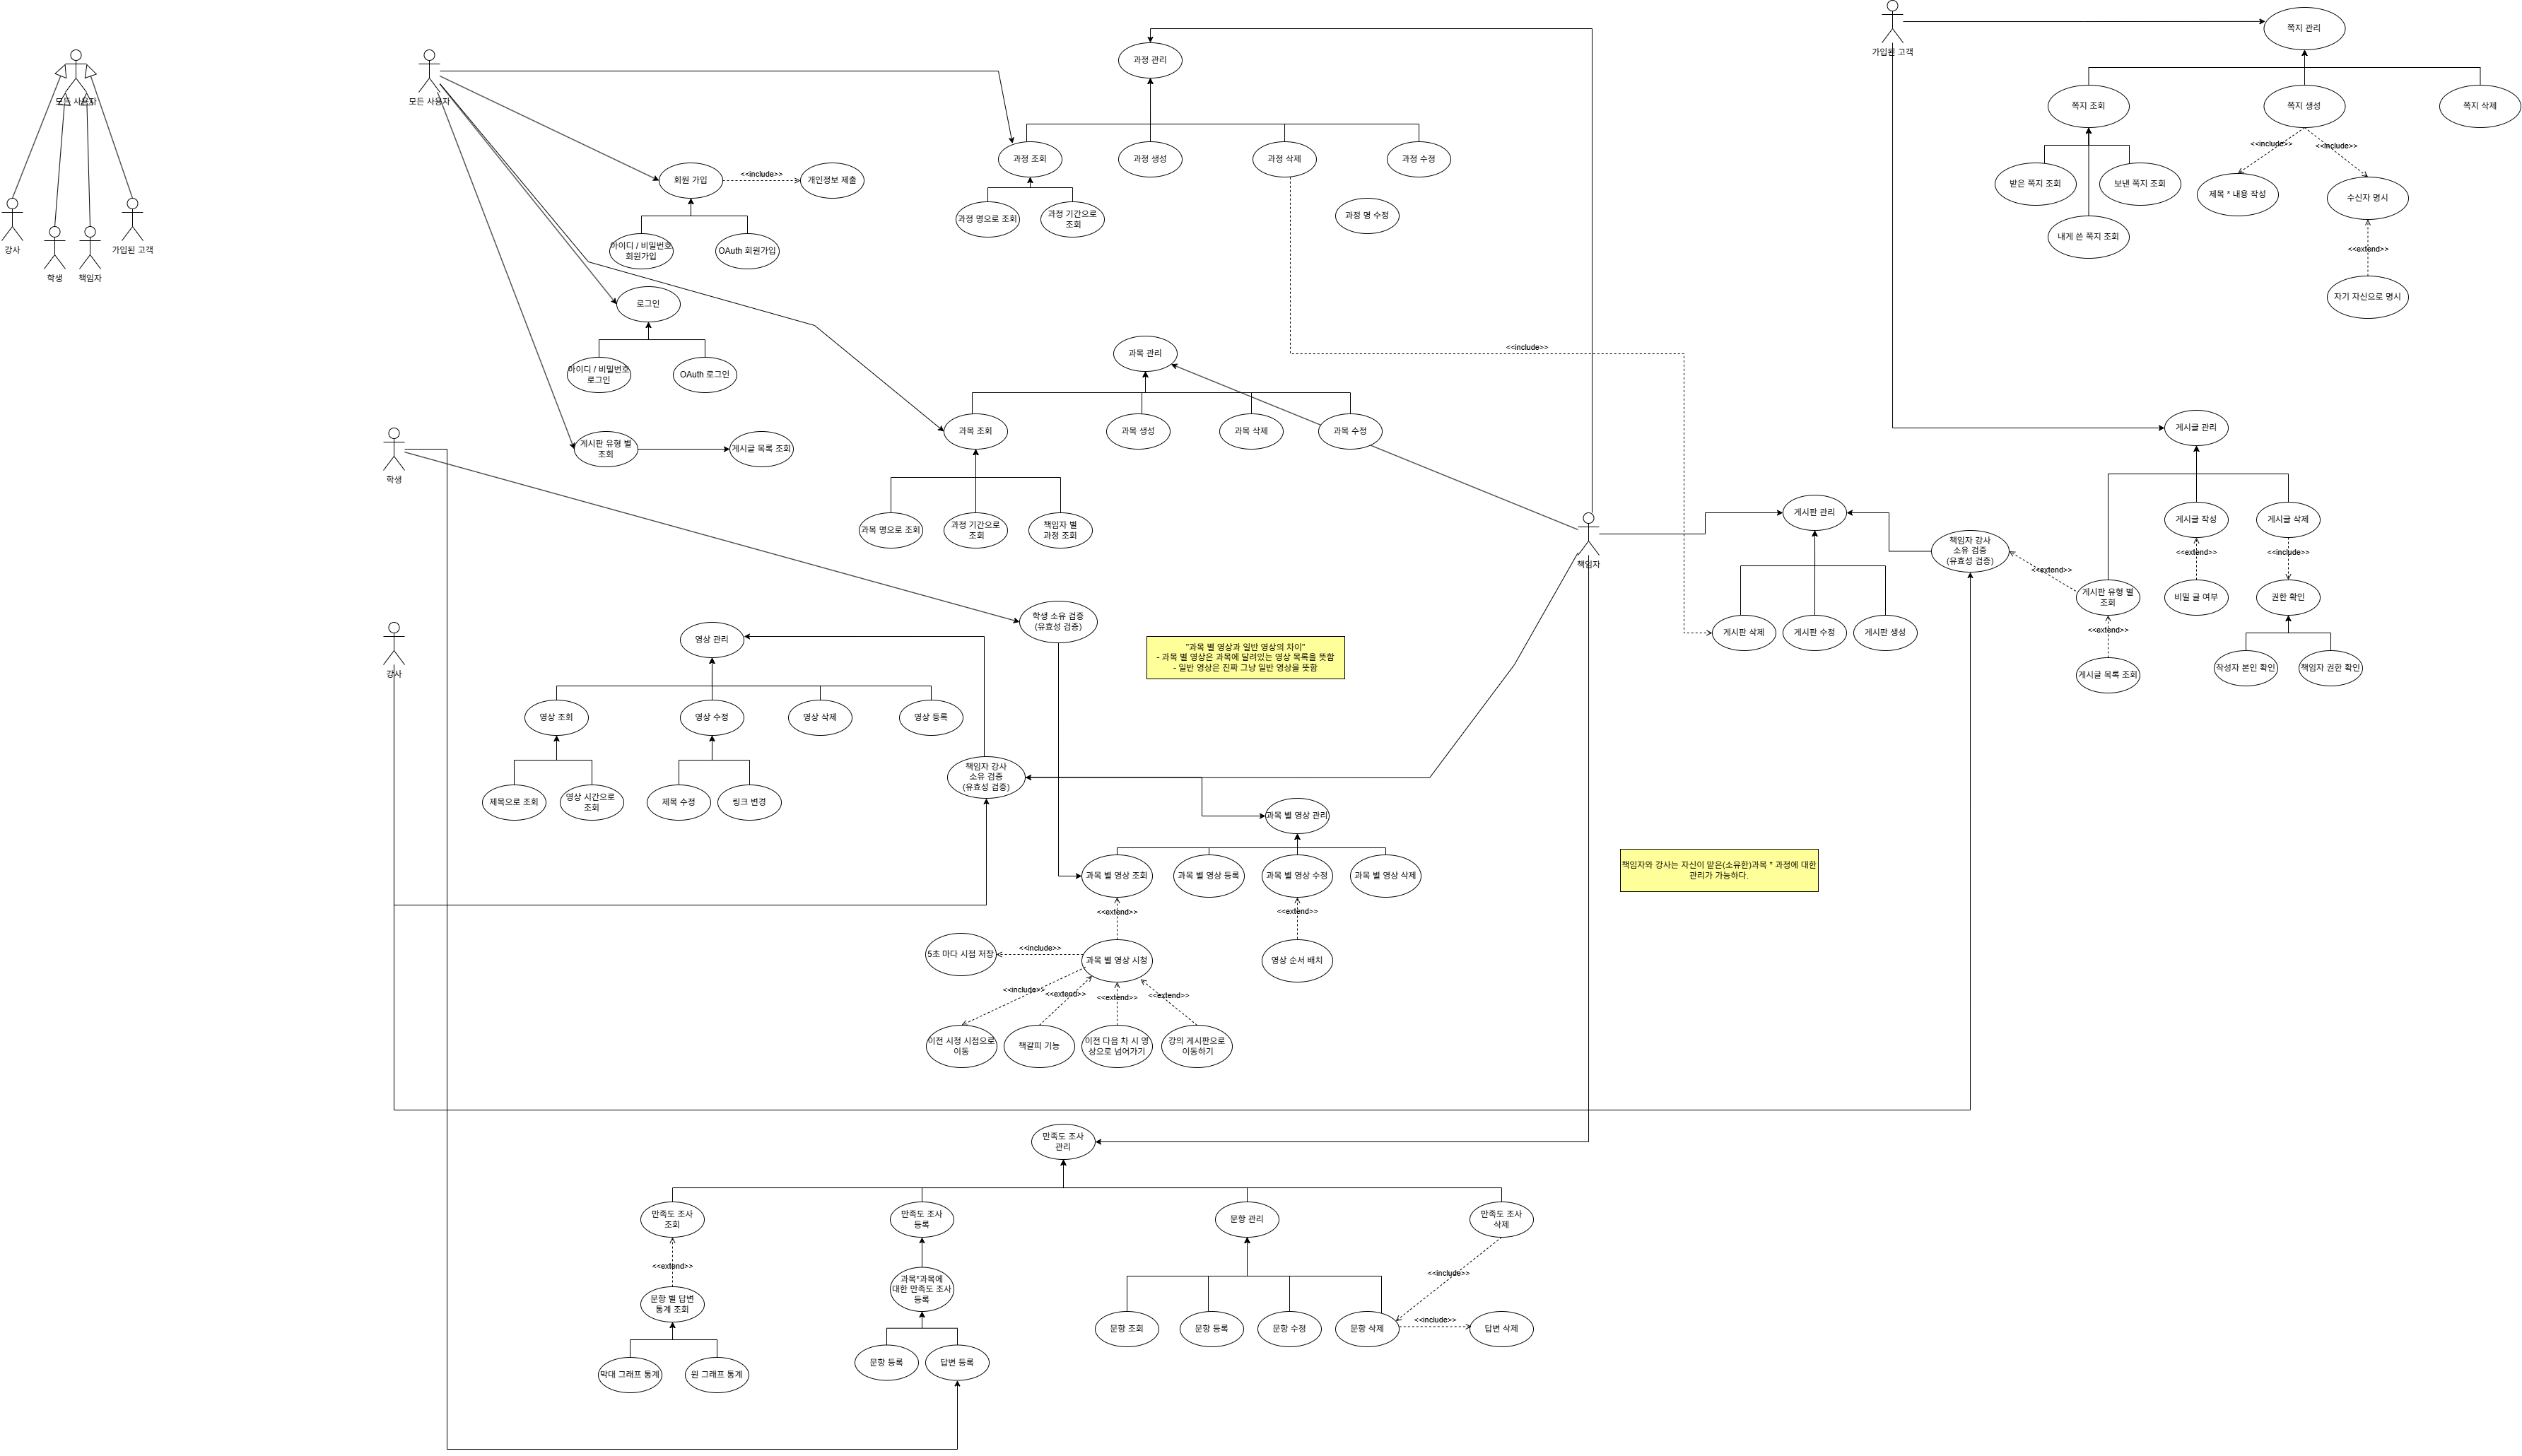 모든 사용자
강사
학생
책임자
가입된 고객
모든 사용자
회원 가입
<<include>>
개인정보 제출
아이디 / 비밀번호
회원가입
OAuth 회원가입
로그인
아이디 / 비밀번호
로그인
OAuth 로그인
게시판 유형 별
조회
게시글 목록 조회
과정 관리
과정 조회
과정 생성
과정 삭제
과정 수정
과정 명으로 조회
과정 기간으로
조회
과정 명 수정
<<include>>
과목 관리
과목 조회
과목 생성
과목 삭제
과목 수정
과목 명으로 조회
과정 기간으로
조회
책임자 별
과정 조회
가입된 고객
쪽지 관리
쪽지 조회
쪽지 생성
쪽지 삭제
<<include>>
<<include>>
받은 쪽지 조회
보낸 쪽지 조회
내게 쓴 쪽지 조회
제목 * 내용 작성
수신자 명시
<<extend>>
자기 자신으로 명시
게시글 관리
게시글 작성
게시글 삭제
<<extend>>
<<include>>
게시판 유형 별
조회
비밀 글 여부
권한 확인
<<extend>>
게시글 목록 조회
작성자 본인 확인
책임자 권한 확인
책임자
게시판 관리
책임자 강사
소유 검증
(유효성 검증)
<<extend>>
게시판 삭제
게시판 수정
게시판 생성
학생
강사
학생 소유 검증
(유효성 검증)
"과목 별 영상과 일반 영상의 차이"
- 과목 별 영상은 과목에 달려있는 영상 목록을 뜻함
- 일반 영상은 진짜 그냥 일반 영상을 뜻함
영상 관리
영상 조회
영상 수정
영상 삭제
영상 등록
제목으로 조회
영상 시간으로
조회
제목 수정
링크 변경
책임자 강사
소유 검증
(유효성 검증)
과목 별 영상 관리
과목 별 영상 조회
과목 별 영상 등록
과목 별 영상 수정
과목 별 영상 삭제
<<extend>>
<<extend>>
5초 마다 시점 저장
<<include>>
과목 별 영상 시청
영상 순서 배치
<<include>>
<<extend>>
<<extend>>
<<extend>>
이전 시청 시점으로
이동
책갈피 기능
이전 다음 차 시 영
상으로 넘어가기
강의 게시판으로
이동하기
책임자와 강사는 자신이 맡은(소유한)과목 * 과정에 대한
관리가 가능하다.
만족도 조사
관리
만족도 조사
조회
만족도 조사
등록
문항 관리
만족도 조사
삭제
<<extend>>
문항 별 답변
통계 조회
막대 그래프 통계
원 그래프 통계
과목*과목에
대한 만족도 조사
등록
문항 등록
답변 등록
문항 조회
문항 등록
문항 수정
문항 삭제
<<include>>
<<include>>
답변 삭제